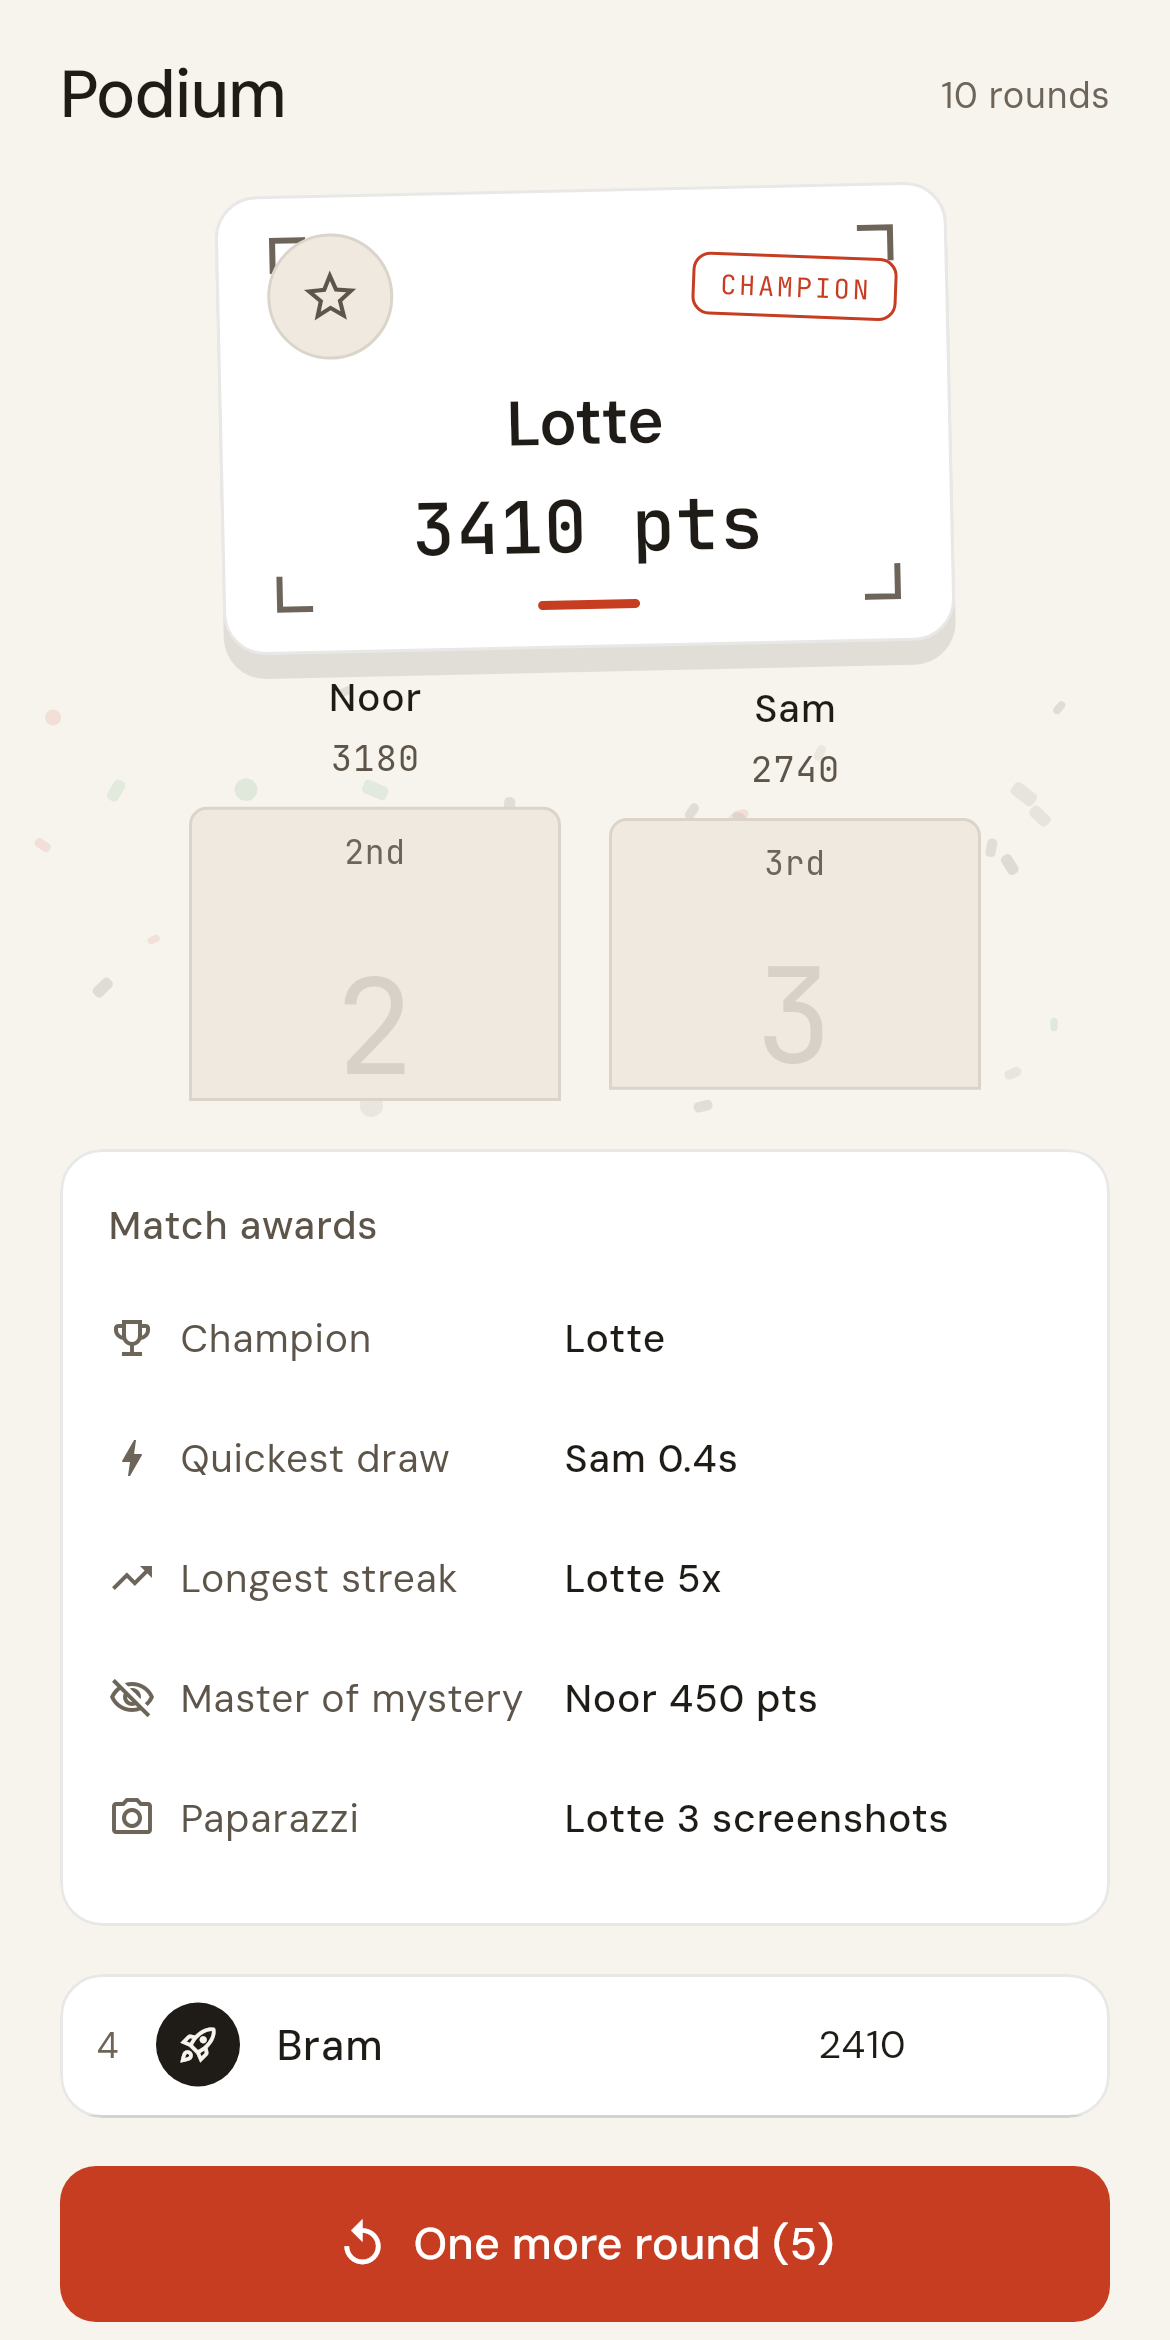 Podium
10 rounds
CHAMPION
Lotte
3410 pts
Noor
3180
Sam
2740
2nd
2
3rd
3
Match awards
Champion Lotte
Quickest draw Sam 0.4s
Longest streak Lotte 5x
Master of mystery Noor 450 pts
Paparazzi Lotte 3 screenshots
4 Bram 2410
One more round (5)